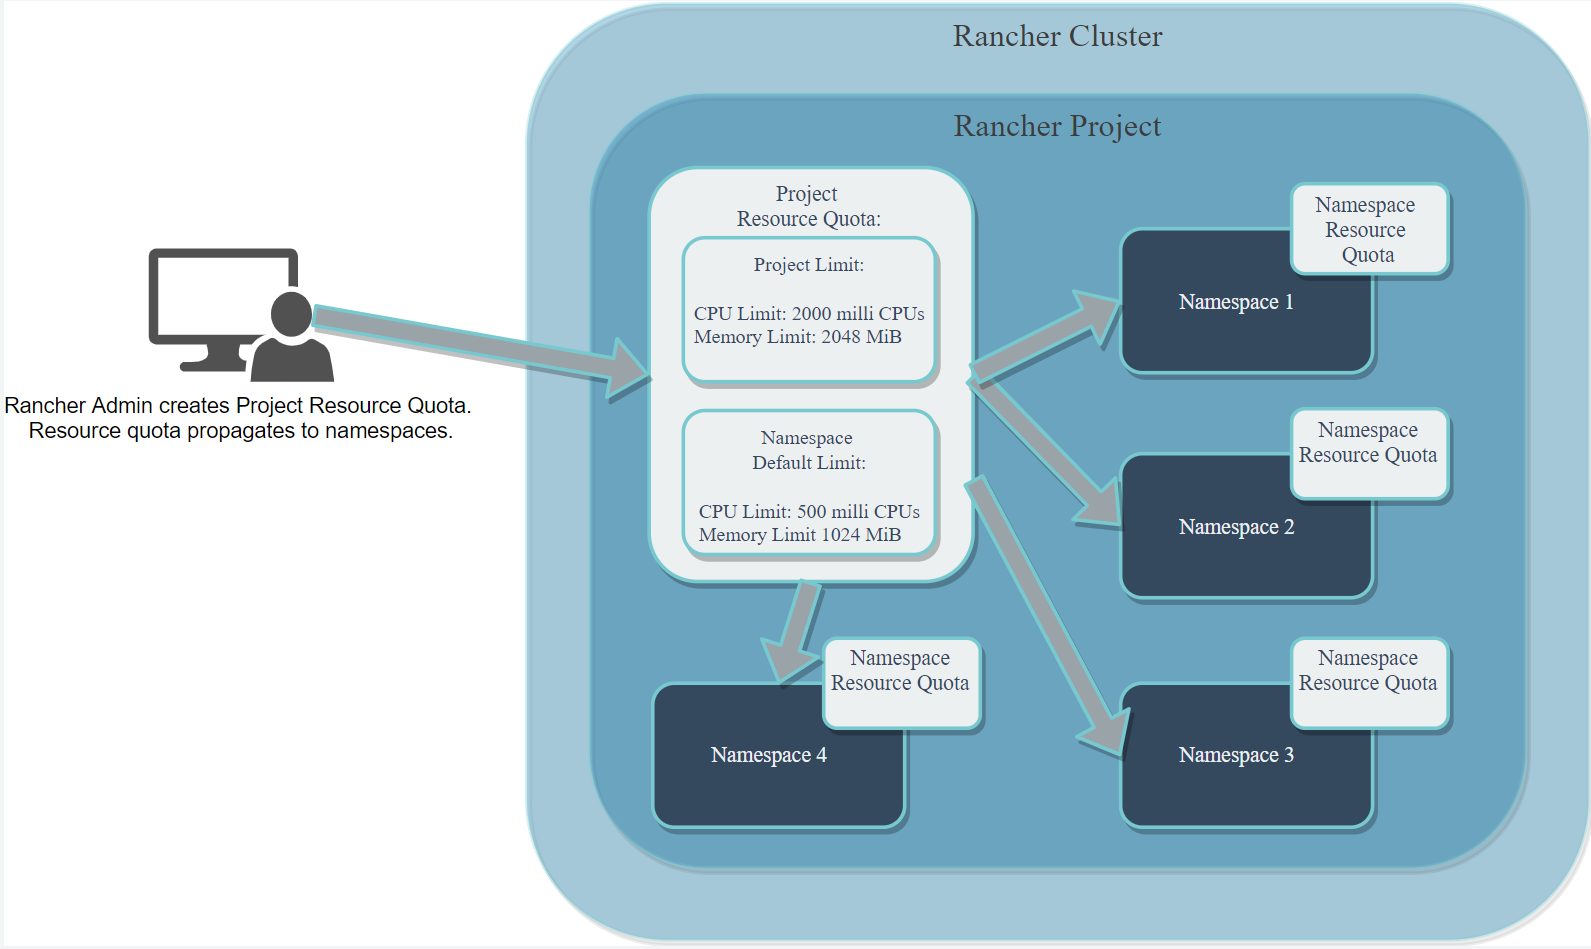 Rancher Cluster
Rancher Project
Project
Resource Quota:
Project Limit:
CPU Limit: 2000 milli CPUs
Memory Limit: 2048 MiB
Namespace
Default Limit:
CPU Limit: 500 milli CPUs
Memory Limit 1024 MiB
Rancher Admin creates Project Resource Quota.
Resource quota propagates to namespaces.
Namespace
Resource
Quota
Namespace 1
Namespace
Resource Quota
Namespace 2
Namespace
Resource Quota
Namespace 3
Namespace
Resource Quota
Namespace 4